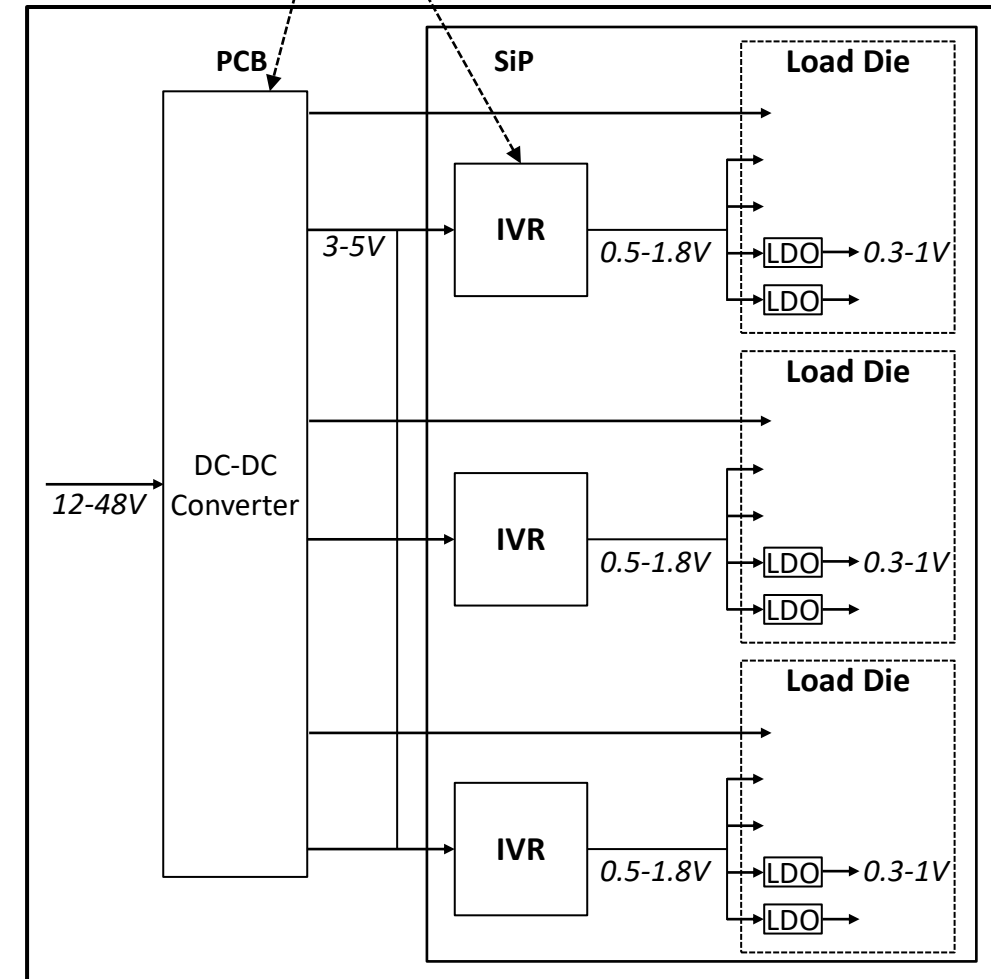 PCB
SiP
Load Die
IVR
3-5V
0.5-1.8V
LDO
0.3-1V
LDO
Load Die
12-48V
DC-DC
Converter
IVR
0.5-1.8V
LDO
0.3-1V
LDO
Load Die
IVR
0.5-1.8V
LDO
0.3-1V
LDO